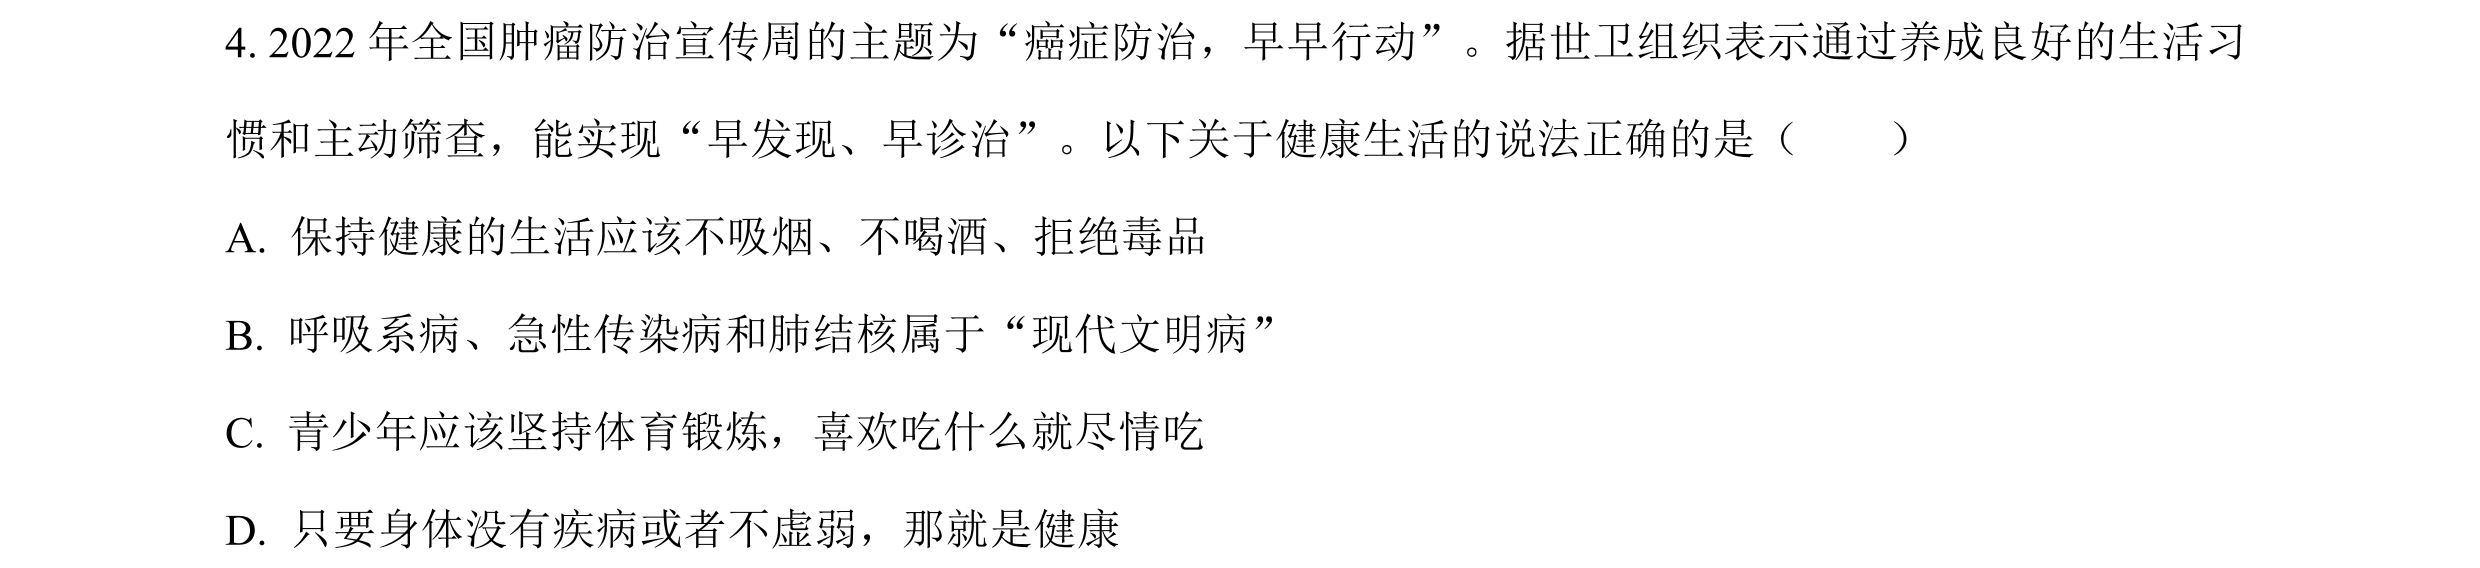 4. 2022 年全国肿瘤防治宣传周的主题为“癌症防治，早早行动”。据世卫组织表示通过养成良好的生活习
惯和主动筛查，能实现“早发现、早诊治”。以下关于健康生活的说法正确的是（　　）
A. 保持健康的生活应该不吸烟、不喝酒、拒绝毒品
B. 呼吸系病、急性传染病和肺结核属于“现代文明病”
C. 青少年应该坚持体育锻炼，喜欢吃什么就尽情吃
D. 只要身体没有疾病或者不虚弱，那就是健康